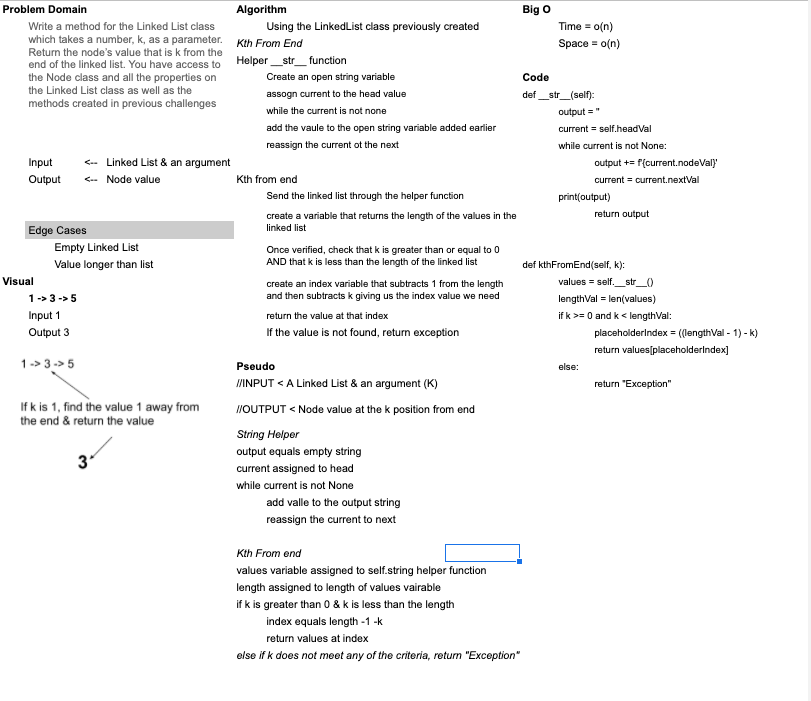 Problem Domain
Write a method for the Linked List class
which takes a number, k, as a parameter.
Return the node's value that is k from the
end of the linked list. You have access to
the Node class and all the properties on
the Linked List class as well as the
methods created in previous challenges
Input <-- Linked List & an argument
Output <-- Node value
Edge Cases
Empty Linked List
Value longer than list
Visual
1 -> 3 -> 5
Input 1
Output 3
1 -> 3 -> 5
If k is 1, find the value 1 away from
the end & return the value
3
Algorithm
Using the LinkedList class previously created
Kth From End
Helper __str__ function
Create an open string variable
assogn current to the head value
while the current is not none
add the vaule to the open string variable added earlier
reassign the current ot the next
Kth from end
Send the linked list through the helper function
create a variable that returns the length of the values in the
linked list
Once verified, check that k is greater than or equal to 0
AND that k is less than the length of the linked list
create an index variable that subtracts 1 from the length
and then subtracts k giving us the index value we need
return the value at that index
If the value is not found, return exception
Pseudo
//INPUT < A Linked List & an argument (K)
//OUTPUT < Node value at the k position from end
String Helper
output equals empty string
current assigned to head
while current is not None
add valle to the output string
reassign the current to next
Kth From end
values variable assigned to self.string helper function
length assigned to length of values vairable
if k is greater than 0 & k is less than the length
index equals length -1 -k
return values at index
else if k does not meet any of the criteria, return "Exception"
Big O
Time = o(n)
Space = o(n)
Code
def __str__(self):
output = "
current = self.headVal
while current is not None:
output += f'{current.nodeVal}'
current = current.nextVal
print(output)
return output
def kthFromEnd(self, k):
values = self.__str__()
lengthVal = len(values)
if k >= 0 and k < lengthVal:
placeholderIndex = ((lengthVal - 1) - k)
return values[placeholderIndex]
else:
return "Exception"